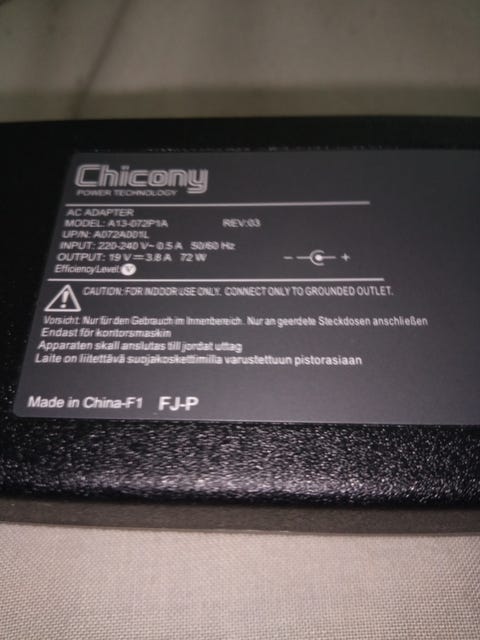 Chicony
POWER TECHNOLOGY
AC ADAPTER
MODEL: A13-072P1A REV:03
UP/N: A072A001L
INPUT: 220-240 V~ 0.5 A 50/60 Hz
OUTPUT: 19 V⎓3.8 A 72 W
Efficiency Level: V
CAUTION: FOR INDOOR USE ONLY. CONNECT ONLY TO GROUNDED OUTLET.
Vorsicht: Nur für den Gebrauch im Innenbereich. Nur an geerdete Steckdosen anschließen
Endast för kontorsmaskin
Apparaten skall anslutas till jordat uttag
Laite on liitettävä suojakoskettimilla varustettuun pistorasiaan
Made in China-F1 FJ-P